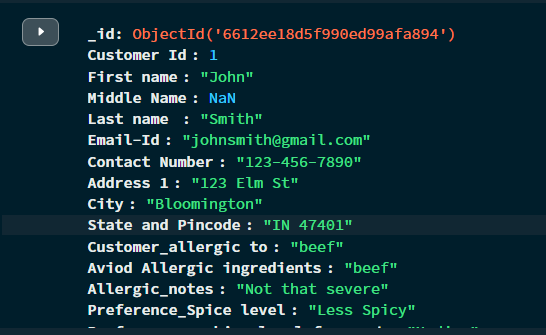 _id: ObjectId('6612ee18d5f990ed99afa894')
Customer Id : 1
First name : "John"
Middle Name : NaN
Last name : "Smith"
Email-Id : "johnsmith@gmail.com"
Contact Number : "123-456-7890"
Address 1 : "123 Elm St"
City : "Bloomington"
State and Pincode : "IN 47401"
Customer_allergic to : "beef"
Aviod Allergic ingredients : "beef"
Allergic_notes : "Not that severe"
Preference_Spice level : "Less Spicy"